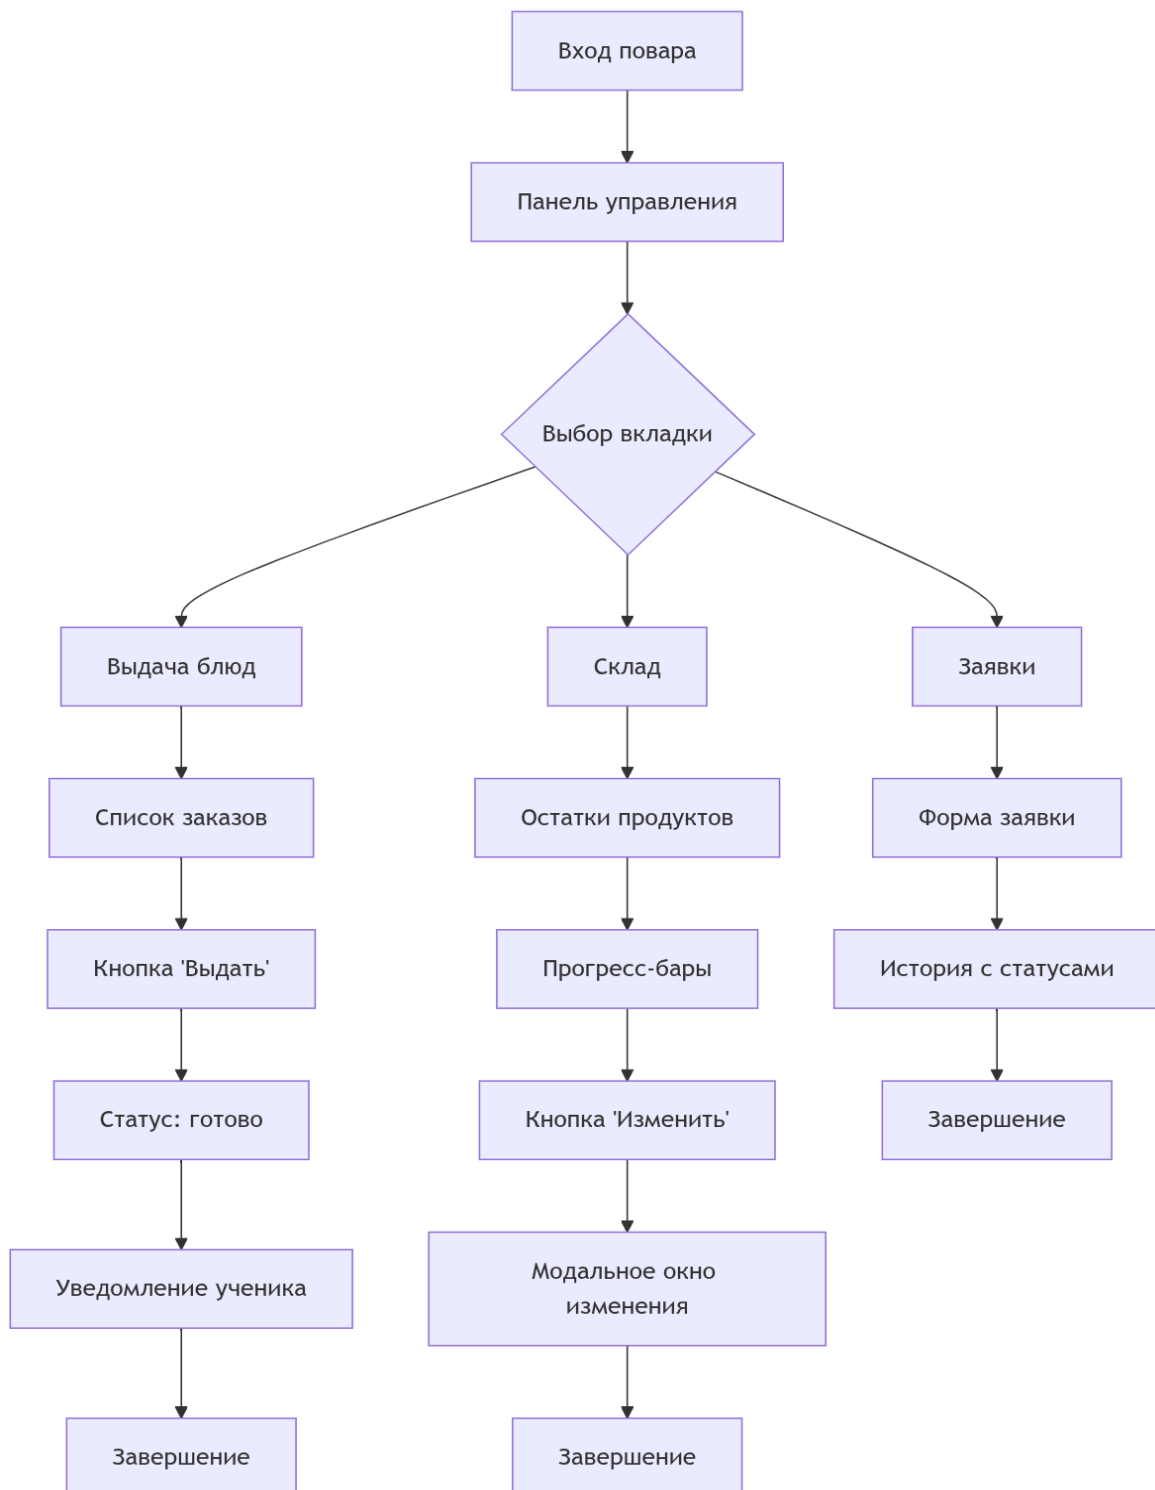 Вход повара
Панель управления
Выбор вкладки
Выдача блюд
Склад
Заявки
Список заказов
Остатки продуктов
Форма заявки
Кнопка 'Выдать'
Прогресс-бары
История с статусами
Статус: готово
Кнопка 'Изменить'
Завершение
Уведомление ученика
Модальное окно
изменения
Завершение
Завершение